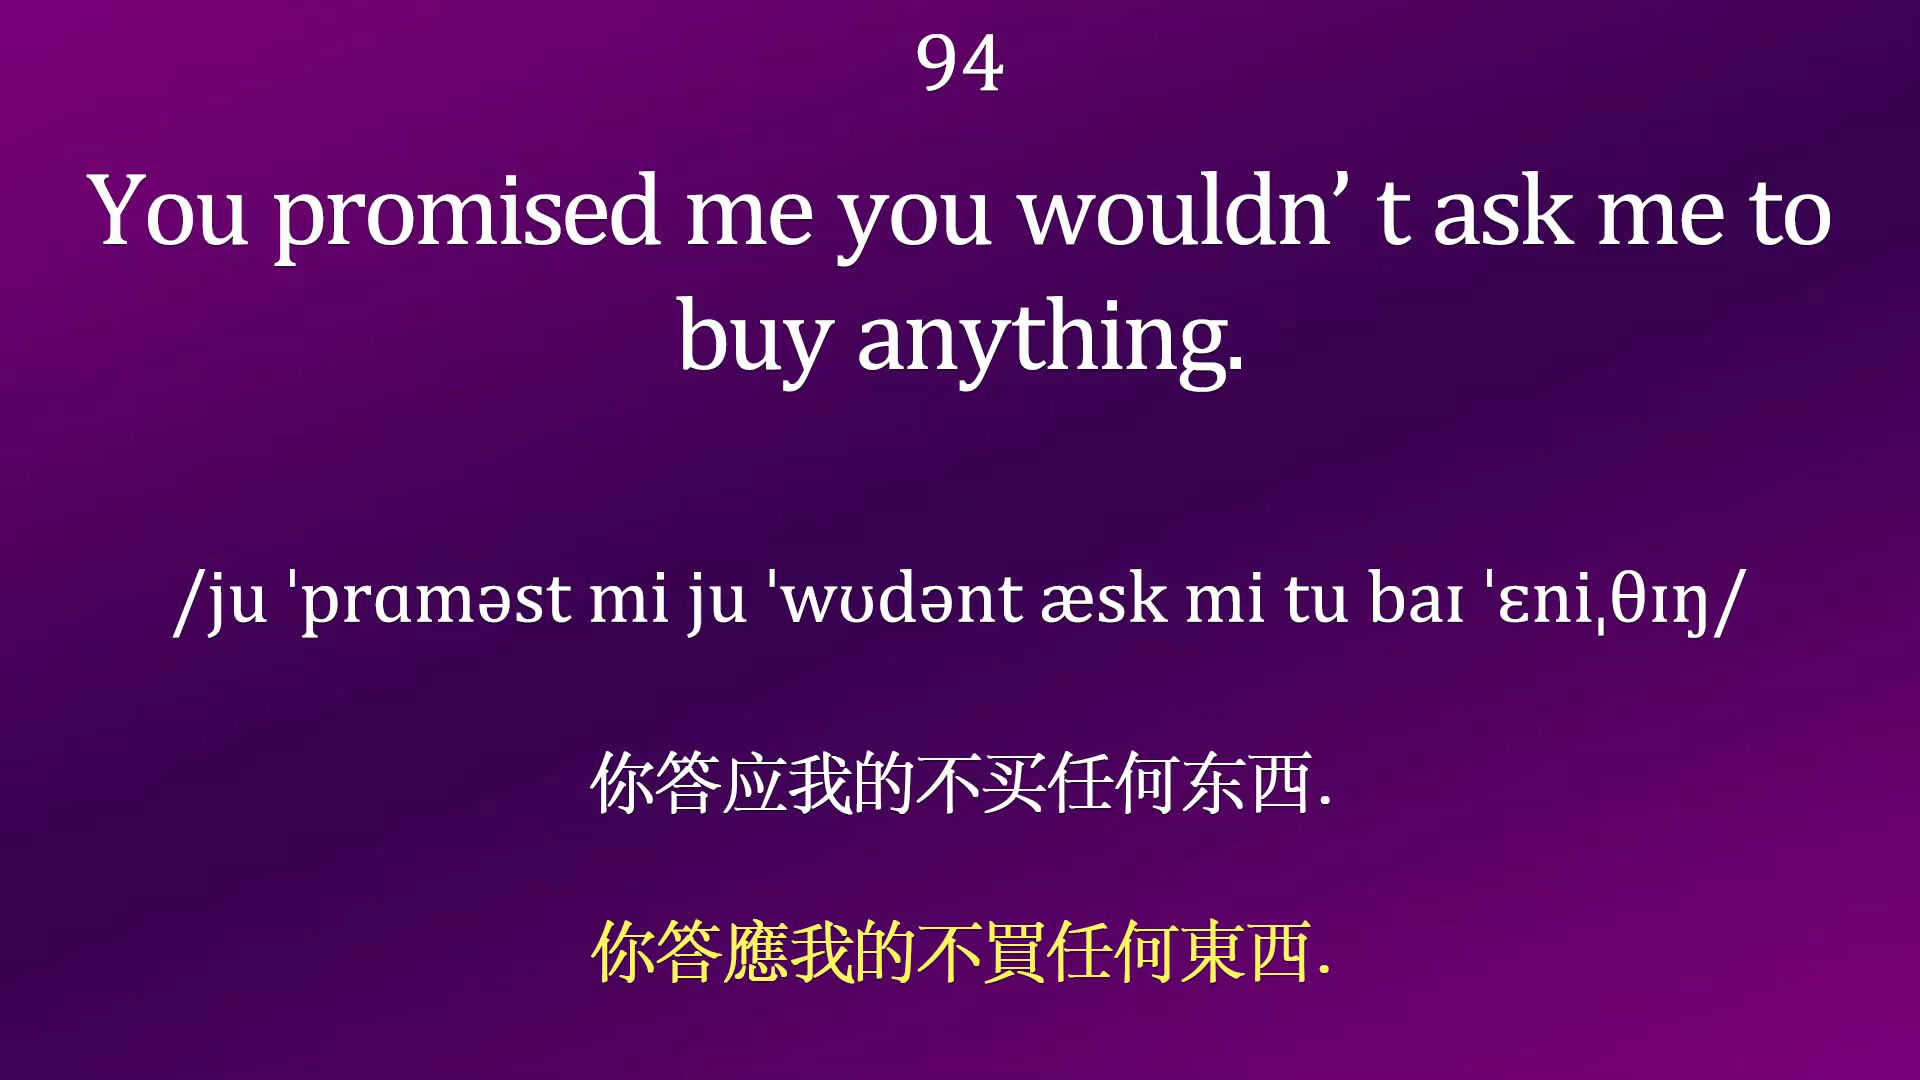 94
You promised me you wouldn’ t ask me to
buy anything.
/ju ˈprɑməst mi ju ˈwʊdənt æsk mi tu baɪ ˈɛniˌθɪŋ/
你答应我的不买任何东西.
你答應我的不買任何東西.